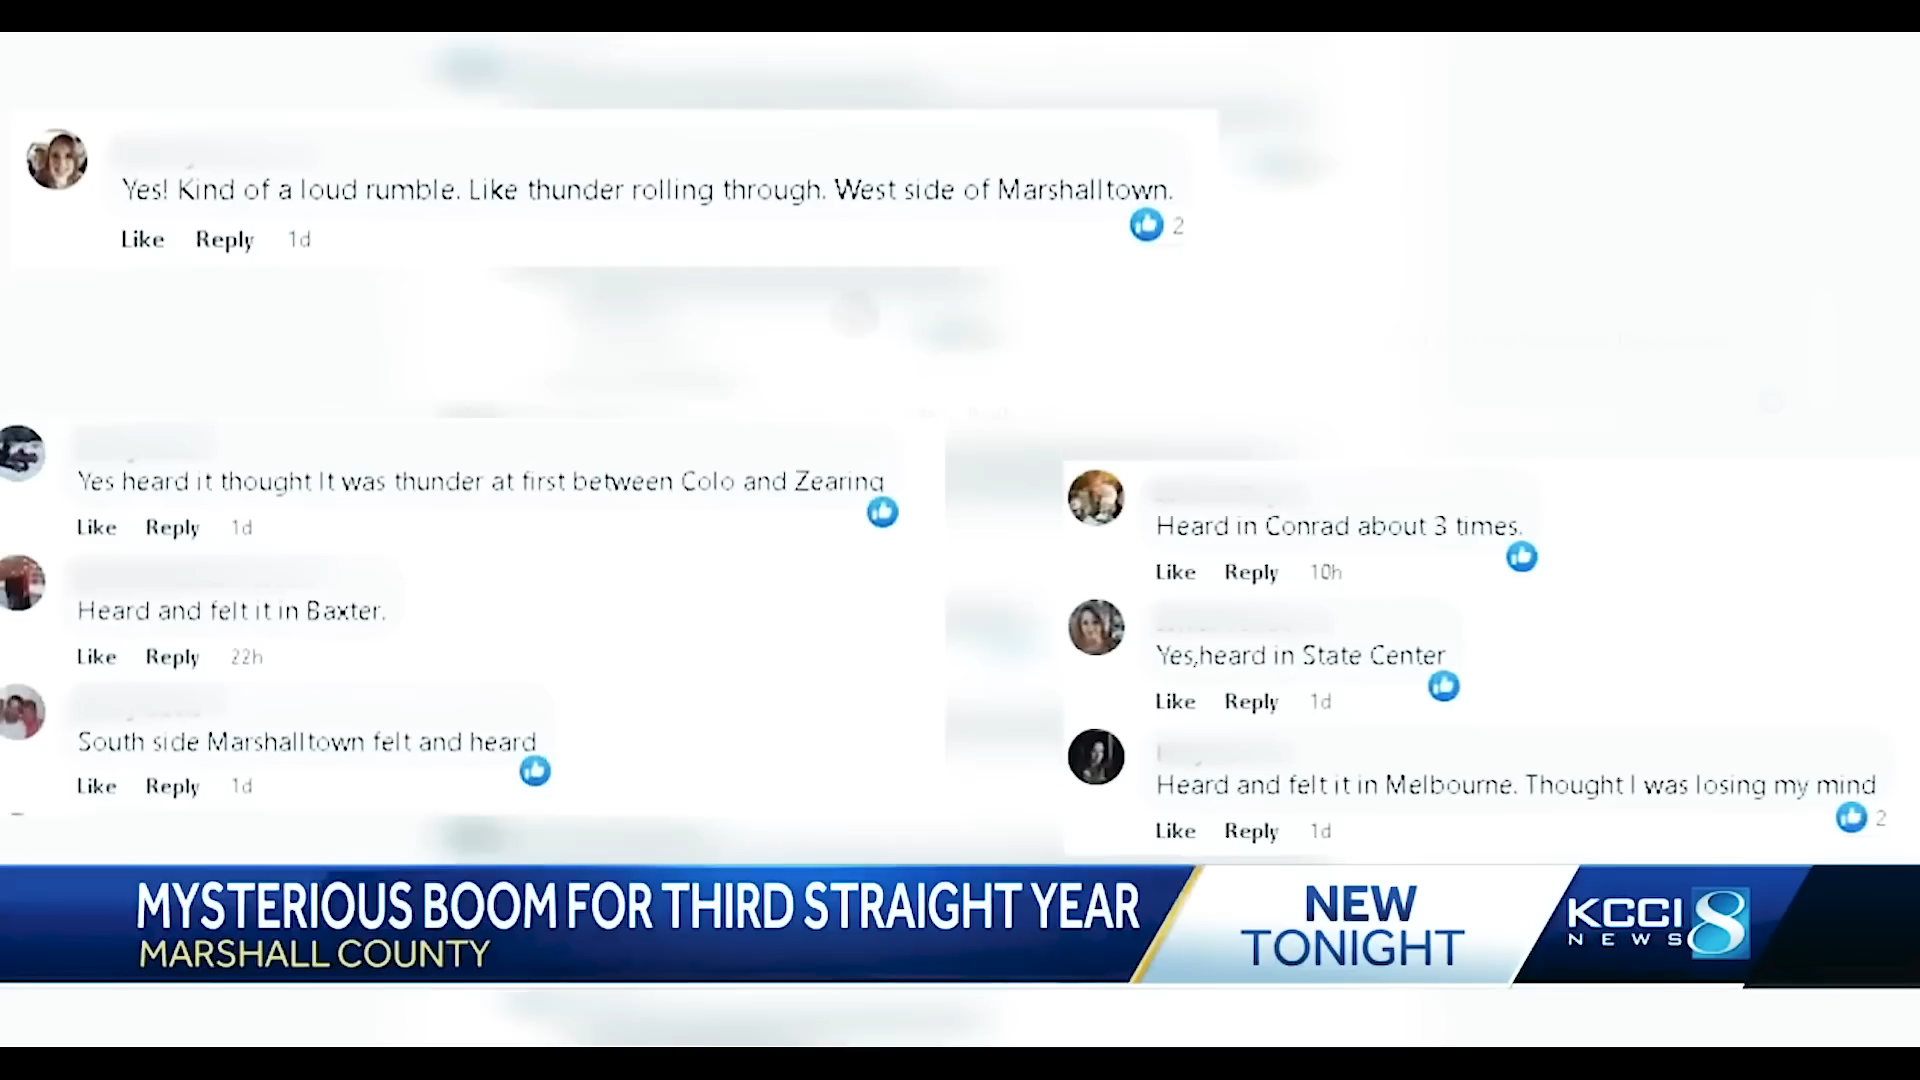 Yes! Kind of a loud rumble. Like thunder rolling through. West side of Marshalltown.
2
Like Reply 1d
Yes heard it thought It was thunder at first between Colo and Zearing
Like Reply 1d
Heard and felt it in Baxter.
Like Reply 22h
South side Marshalltown felt and heard
Like Reply 1d
Heard in Conrad about 3 times.
Like Reply 10h
Yes,heard in State Center
Like Reply 1d
Heard and felt it in Melbourne. Thought I was losing my mind
2
Like Reply 1d
MYSTERIOUS BOOM FOR THIRD STRAIGHT YEAR
MARSHALL COUNTY
NEW
TONIGHT
KCCI 8
NEWS